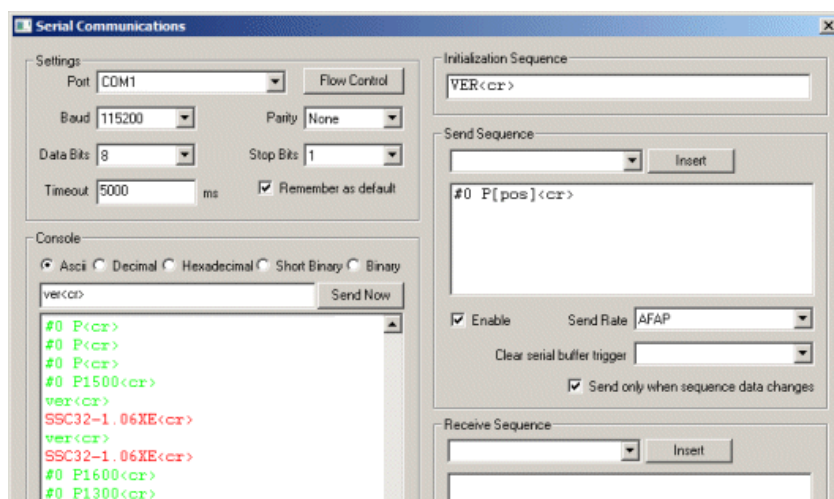 Serial Communications
Settings
Port COM1 Flow Control
Baud 115200 Parity None
Data Bits 8 Stop Bits 1
Timeout 5000 ms Remember as default
Console
Ascii Decimal Hexadecimal Short Binary Binary
ver<cr> Send Now
#0 P<cr>
#0 P<cr>
#0 P<cr>
#0 P1500<cr>
ver<cr>
SSC32-1.06XE<cr>
ver<cr>
SSC32-1.06XE<cr>
#0 P1600<cr>
#0 P1300<cr>
Initialization Sequence
VER<cr>
Send Sequence
Insert
#0 P[pos]<cr>
Enable Send Rate AFAP
Clear serial buffer trigger
Send only when sequence data changes
Receive Sequence
Insert